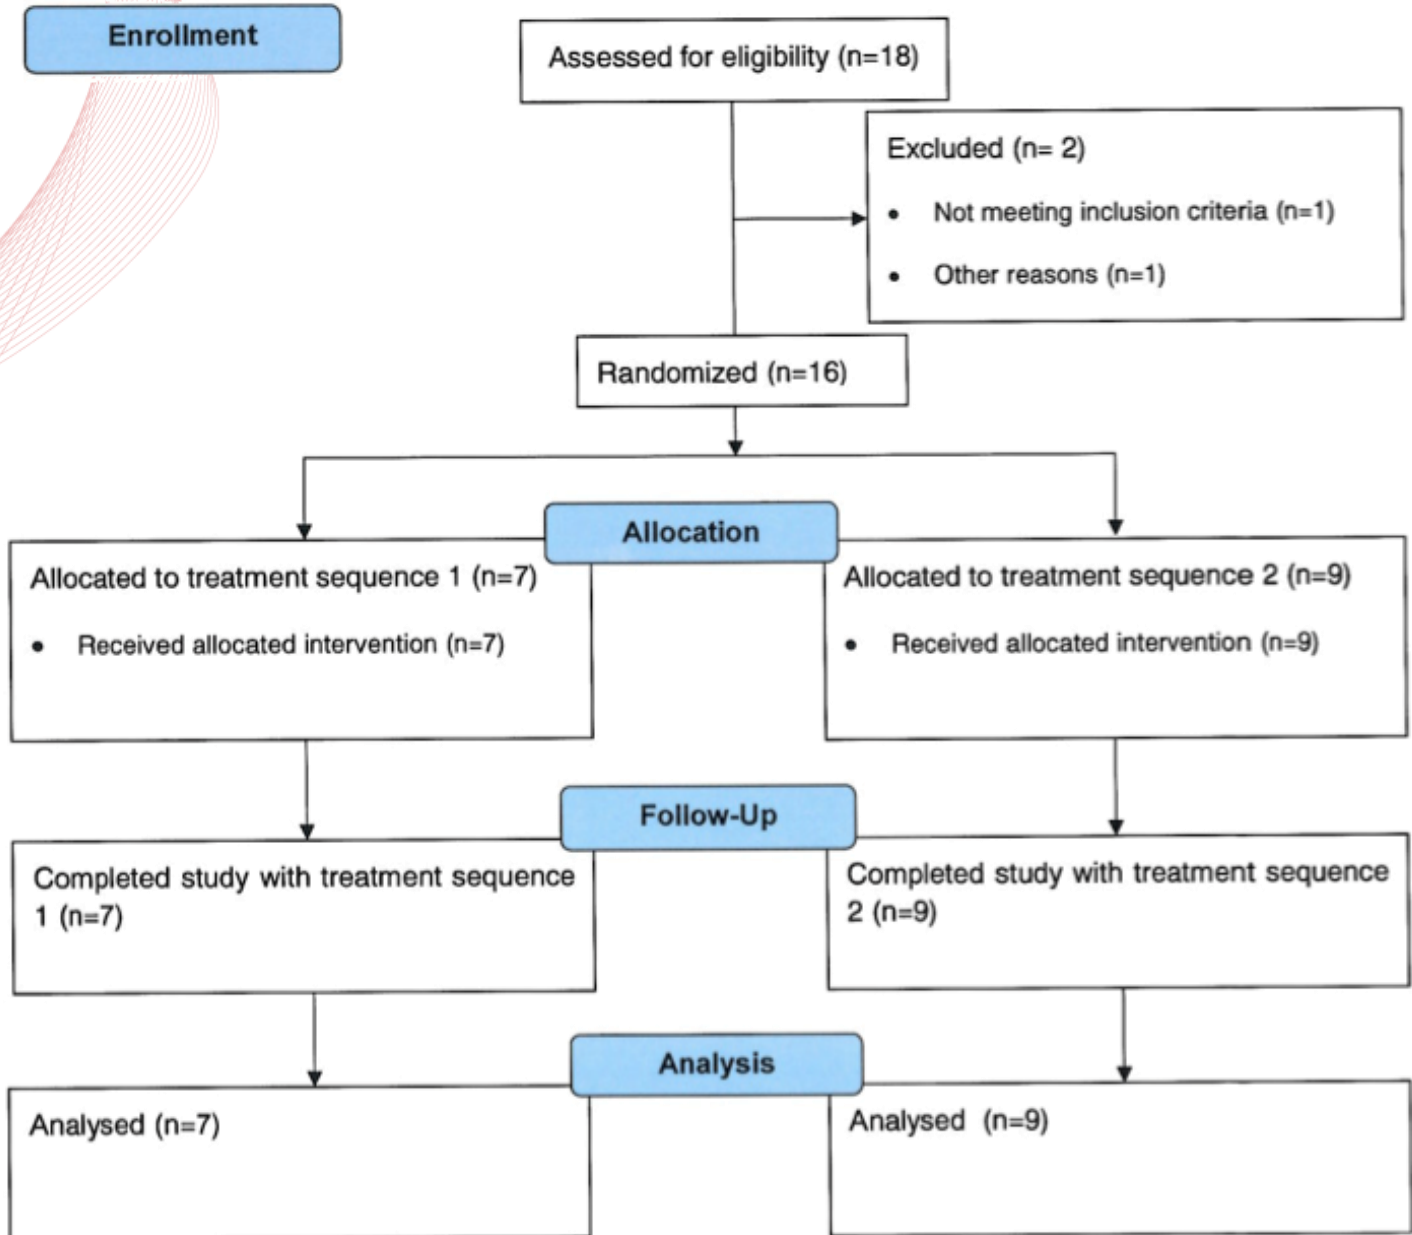 Enrollment
Assessed for eligibility (n=18)
Excluded (n= 2)
• Not meeting inclusion criteria (n=1)
• Other reasons (n=1)
Randomized (n=16)
Allocation
Allocated to treatment sequence 1 (n=7)
• Received allocated intervention (n=7)
Allocated to treatment sequence 2 (n=9)
• Received allocated intervention (n=9)
Follow-Up
Completed study with treatment sequence
1 (n=7)
Completed study with treatment sequence
2 (n=9)
Analysis
Analysed (n=7)
Analysed (n=9)